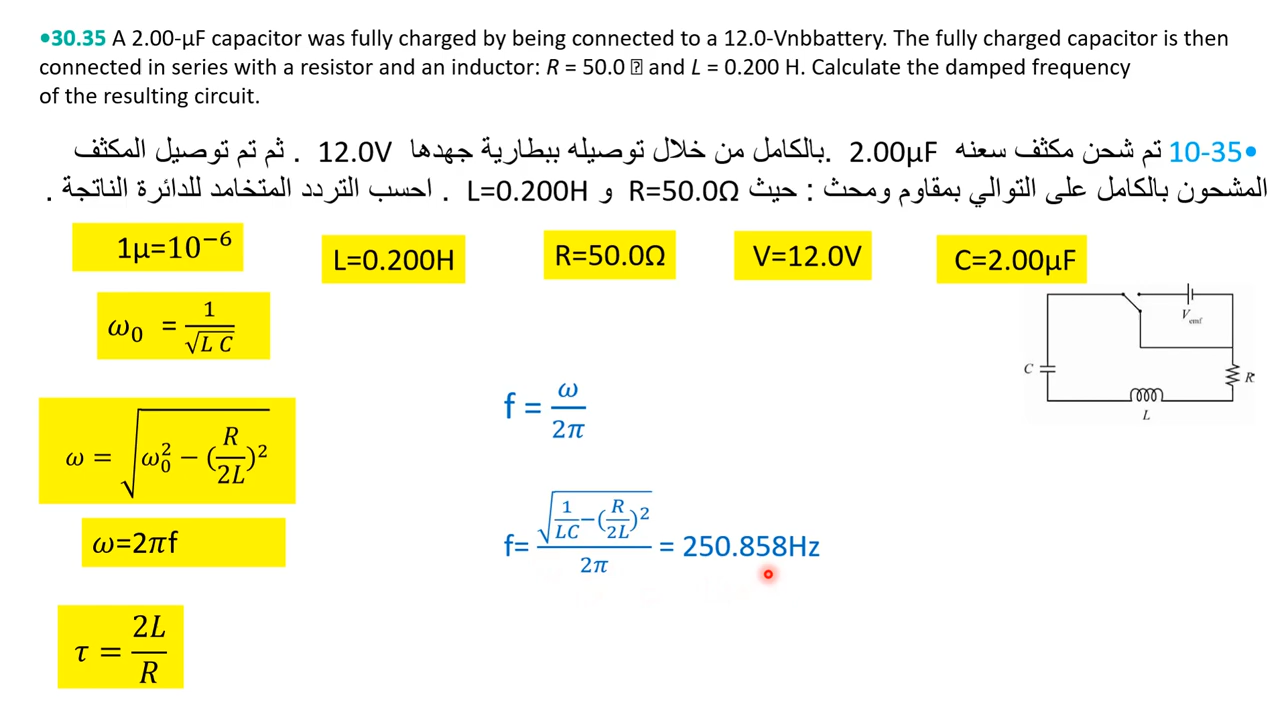 •30.35 A 2.00-μF capacitor was fully charged by being connected to a 12.0-Vnbbattery. The fully charged capacitor is then
connected in series with a resistor and an inductor: R = 50.0 and L = 0.200 H. Calculate the damped frequency
of the resulting circuit.
•10-35 تم شحن مكثف سعنه 2.00μF .بالكامل من خلال توصيله ببطارية جهدها 12.0V . ثم تم توصيل المكثف
المشحون بالكامل على التوالي بمقاوم ومحث : حيث R=50.0Ω و L=0.200H . احسب التردد المتخامد للدائرة الناتجة .
1μ=10⁻⁶
L=0.200H
R=50.0Ω
V=12.0V
C=2.00μF
ω₀ = 1/√(L C)
V_emf
C
R
L
f = ω/2π
ω = √(ω₀² − (R/2L)²)
f= √(1/LC−(R/2L)²)/2π = 250.858Hz
ω=2πf
τ = 2L/R